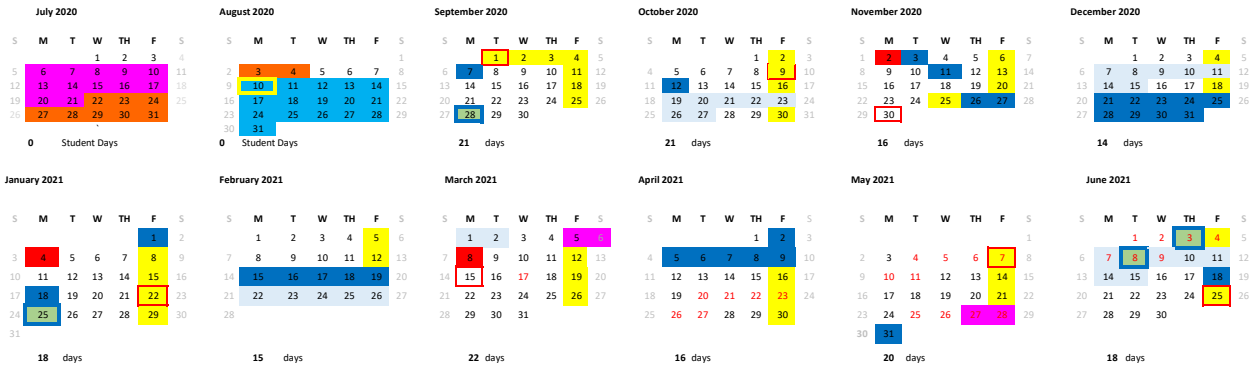 July 2020
S M T W TH F S
1 2 3 4
5 6 7 8 9 10 11
12 13 14 15 16 17 18
19 20 21 22 23 24 25
26 27 28 29 30 31
0 Student Days
August 2020
S M T W TH F S
1
2 3 4 5 6 7 8
9 10 11 12 13 14 15
16 17 18 19 20 21 22
23 24 25 26 27 28 29
30 31
0 Student Days
September 2020
S M T W TH F S
1 2 3 4 5
6 7 8 9 10 11 12
13 14 15 16 17 18 19
20 21 22 23 24 25 26
27 28 29 30
21 days
October 2020
S M T W TH F S
1 2 3
4 5 6 7 8 9 10
11 12 13 14 15 16 17
18 19 20 21 22 23 24
25 26 27 28 29 30 31
21 days
November 2020
S M T W TH F S
1 2 3 4 5 6 7
8 9 10 11 12 13 14
15 16 17 18 19 20 21
22 23 24 25 26 27 28
29 30
16 days
December 2020
S M T W TH F S
1 2 3 4 5
6 7 8 9 10 11 12
13 14 15 16 17 18 19
20 21 22 23 24 25 26
27 28 29 30 31
14 days
January 2021
S M T W TH F S
1 2
3 4 5 6 7 8 9
10 11 12 13 14 15 16
17 18 19 20 21 22 23
24 25 26 27 28 29 30
31
18 days
February 2021
S M T W TH F S
1 2 3 4 5 6
7 8 9 10 11 12 13
14 15 16 17 18 19 20
21 22 23 24 25 26 27
28
15 days
March 2021
S M T W TH F S
1 2 3 4 5 6
7 8 9 10 11 12 13
14 15 16 17 18 19 20
21 22 23 24 25 26 27
28 29 30 31
22 days
April 2021
S M T W TH F S
1 2 3
4 5 6 7 8 9 10
11 12 13 14 15 16 17
18 19 20 21 22 23 24
25 26 27 28 29 30
16 days
May 2021
S M T W TH F S
1
2 3 4 5 6 7 8
9 10 11 12 13 14 15
16 17 18 19 20 21 22
23 24 25 26 27 28 29
30 31
20 days
June 2021
S M T W TH F S
1 2 3 4 5
6 7 8 9 10 11 12
13 14 15 16 17 18 19
20 21 22 23 24 25 26
27 28 29 30
18 days